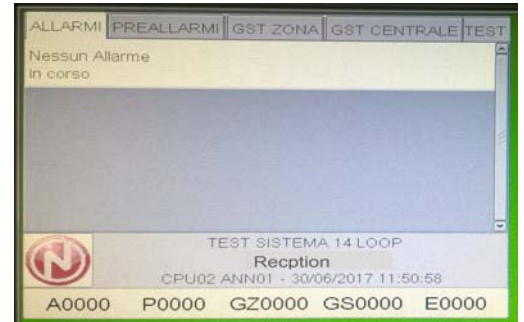 ALLARMI PREALLARMI GST ZONA GST CENTRALE TEST
Nessun Allarme
in corso
N
TEST SISTEMA 14 LOOP
Recption
CPU02 ANN01 - 30/06/2017 11:50:58
A0000 P0000 GZ0000 GS0000 E0000